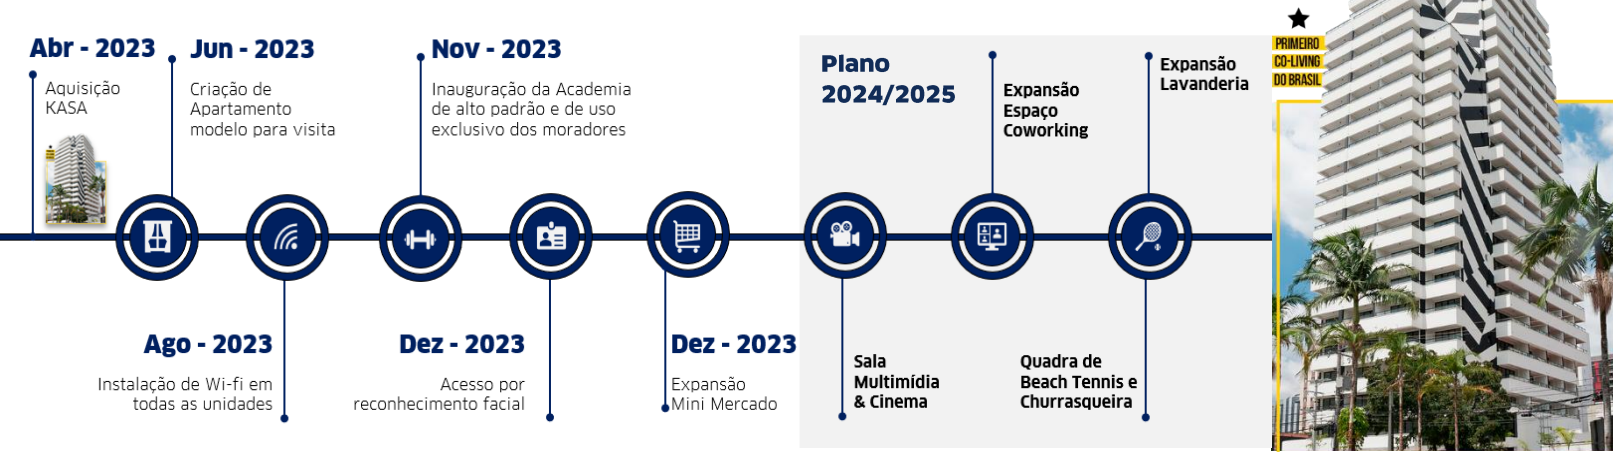 Abr - 2023
Aquisição
KASA
Jun - 2023
Criação de
Apartamento
modelo para visita
Ago - 2023
Instalação de Wi-fi em
todas as unidades
Nov - 2023
Inauguração da Academia
de alto padrão e de uso
exclusivo dos moradores
Dez - 2023
Acesso por
reconhecimento facial
Dez - 2023
Expansão
Mini Mercado
Plano
2024/2025
Sala
Multimídia
& Cinema
Expansão
Espaço
Coworking
Quadra de
Beach Tennis e
Churrasqueira
Expansão
Lavanderia
PRIMEIRO
CO-LIVING
DO BRASIL